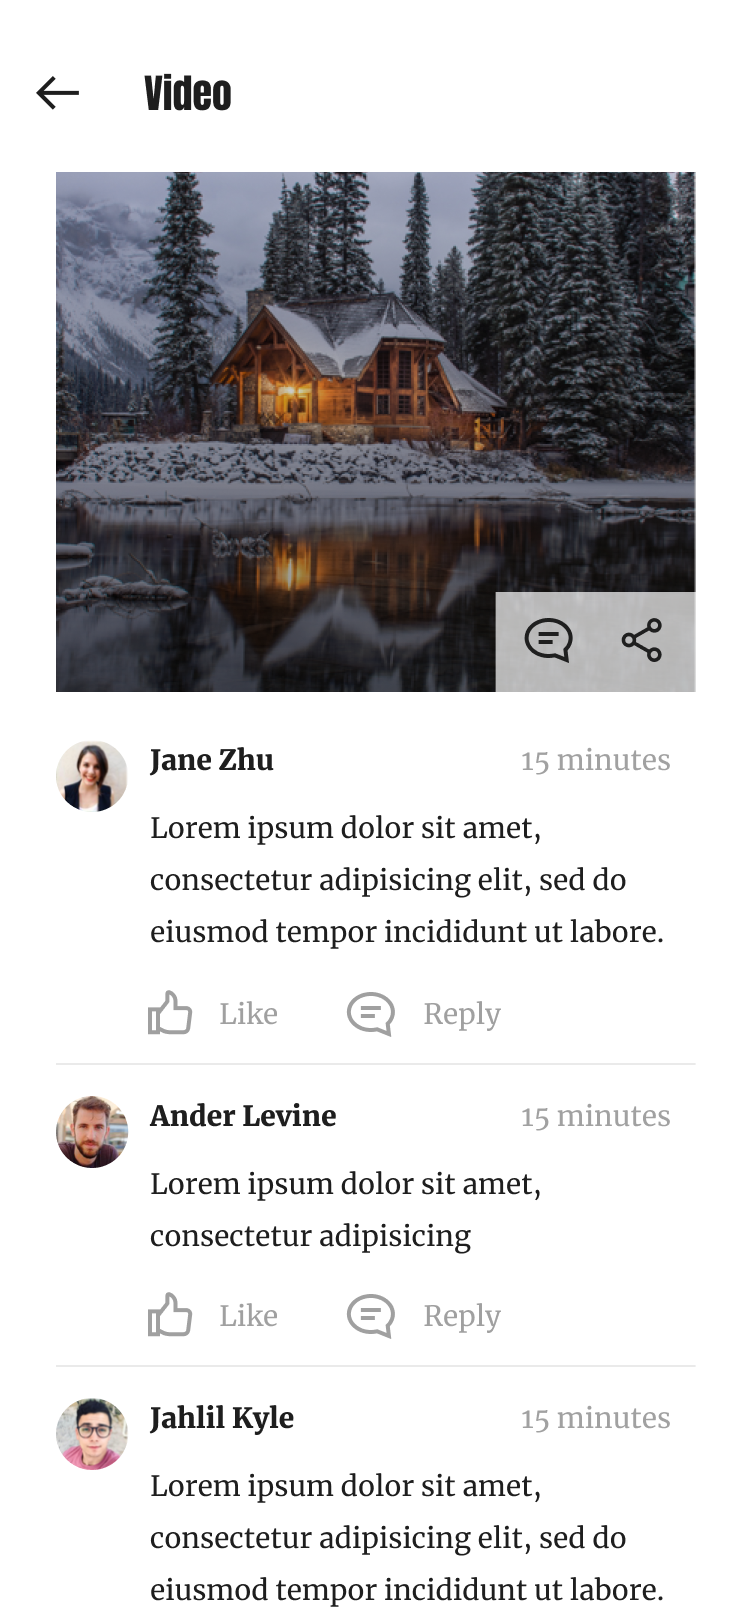 Video
Jane Zhu 15 minutes
Lorem ipsum dolor sit amet,
consectetur adipisicing elit, sed do
eiusmod tempor incididunt ut labore.
Like Reply
Ander Levine 15 minutes
Lorem ipsum dolor sit amet,
consectetur adipisicing
Like Reply
Jahlil Kyle 15 minutes
Lorem ipsum dolor sit amet,
consectetur adipisicing elit, sed do
eiusmod tempor incididunt ut labore.